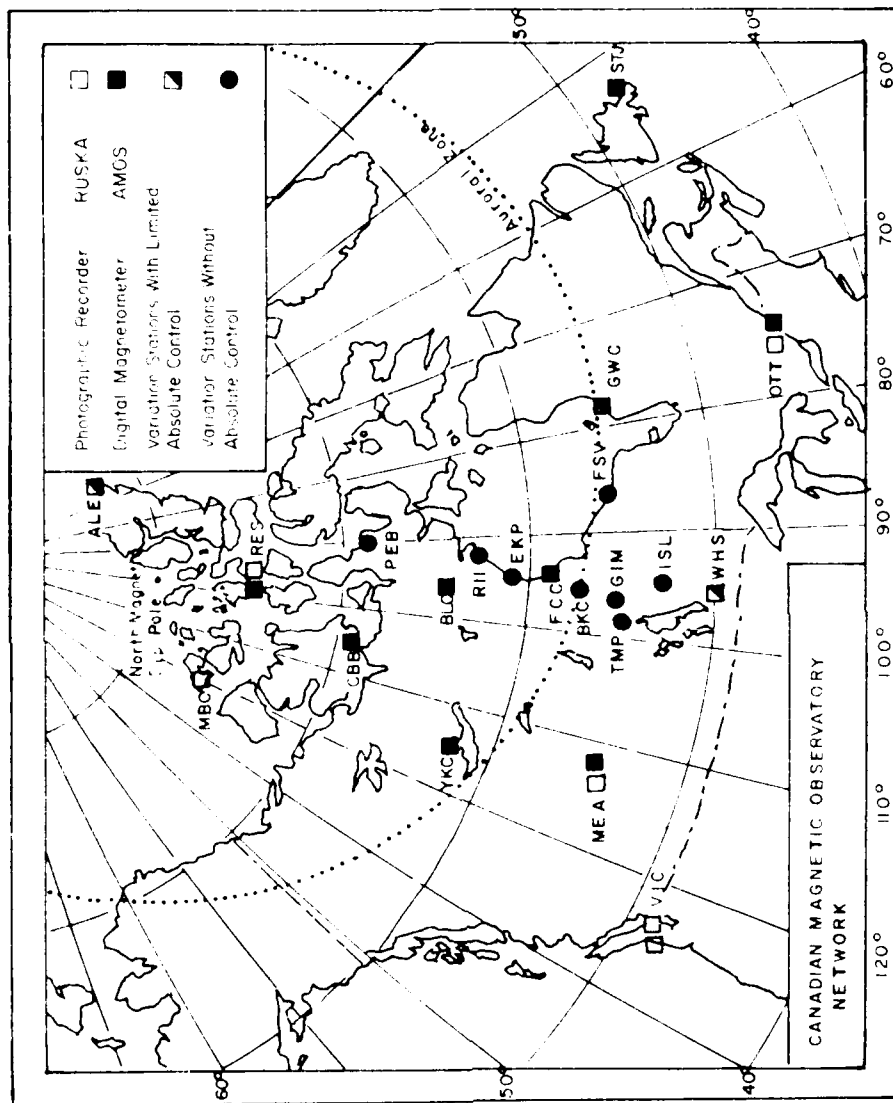 Photographic Recorder RUSKA
Digital Magnetometer AMOS
Variation Stations With Limited
Absolute Control
Variation Stations Without
Absolute Control
ALE
North Magnetic
Pole
RES
MBC
PEB
CBB
BLC
RII
EKP
YKC
FCC
BKC
GIM
TMP
ISL
WHS
FSV
GWC
Auroral Zone
STJ
OTT
MEA
VIC
60°
50°
40°
120°
110°
100°
90°
80°
70°
60°
50°
40°
CANADIAN MAGNETIC OBSERVATORY
NETWORK